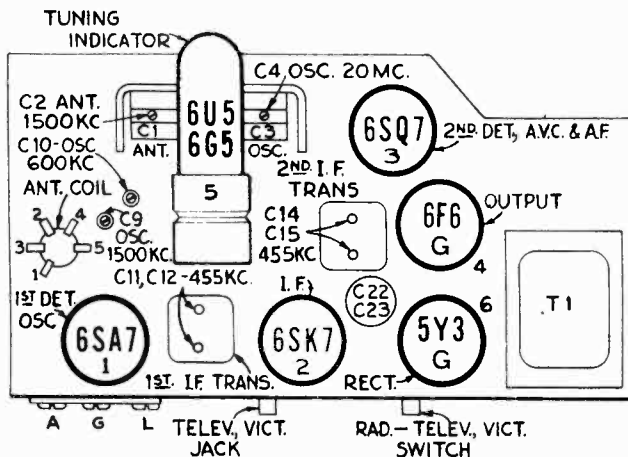 TUNING
INDICATOR
C4 OSC. 20 MC.
C2 ANT.
1500KC
C1
ANT.
6U5
6G5
5
C3
OSC.
6SQ7
3
2ND. DET., A.V.C. & A.F.
C10-OSC
600KC
ANT. COIL
2
4
3
5
1
C9
OSC.
1500KC.
2ND. I.F.
TRANS
C14
C15
455KC
6F6
G
OUTPUT
4
C11, C12-455KC.
1ST. DET.
OSC
6SA7
1
1ST. I.F. TRANS.
I.F.
6SK7
2
C22
C23
6
5Y3
G
RECT.
T1
A G L
TELEV., VICT.
JACK
RAD.-TELEV., VICT.
SWITCH